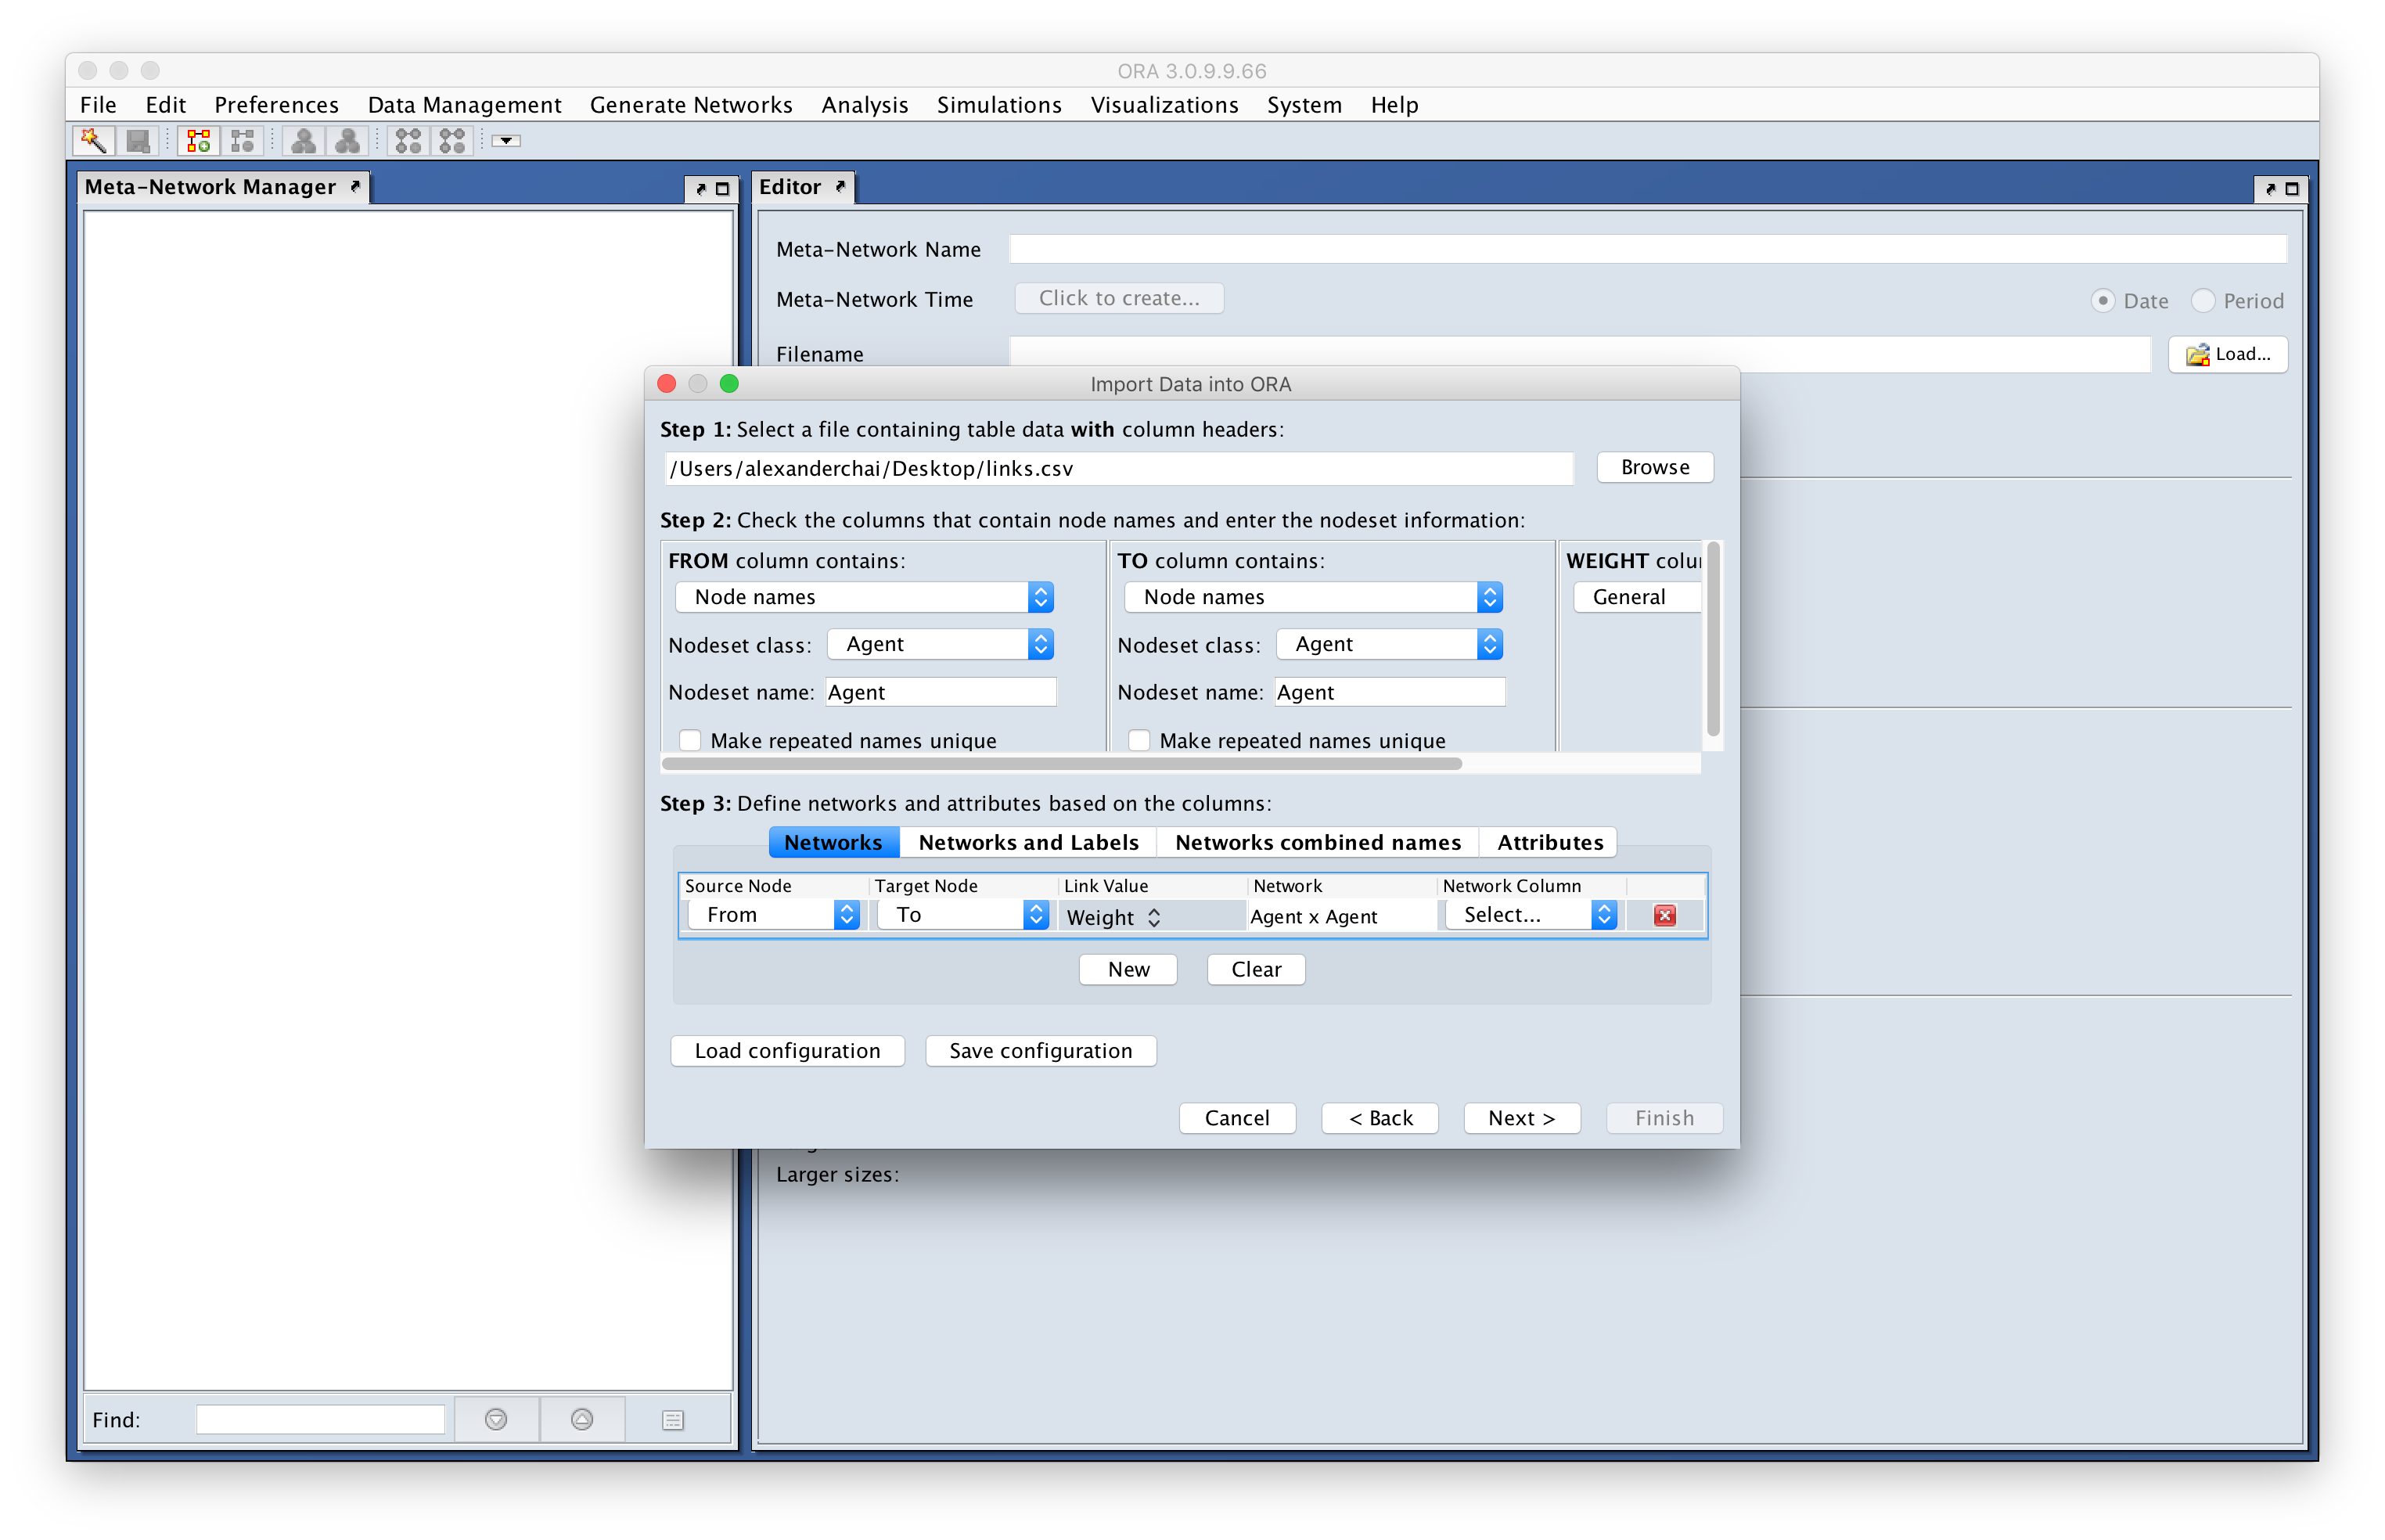 ORA 3.0.9.9.66
File Edit Preferences Data Management Generate Networks Analysis Simulations Visualizations System Help
Meta-Network Manager
Editor
Meta-Network Name
Meta-Network Time Click to create... Date Period
Filename Load...
Import Data into ORA
Step 1: Select a file containing table data with column headers:
/Users/alexanderchai/Desktop/links.csv Browse
Step 2: Check the columns that contain node names and enter the nodeset information:
FROM column contains: TO column contains: WEIGHT
Node names Node names General
Nodeset class: Agent Nodeset class: Agent
Nodeset name: Agent Nodeset name: Agent
Make repeated names unique Make repeated names unique
Step 3: Define networks and attributes based on the columns:
Networks Networks and Labels Networks combined names Attributes
Source Node Target Node Link Value Network Network Column
From To Weight Agent x Agent Select...
New Clear
Load configuration Save configuration
Cancel < Back Next > Finish
Larger sizes:
Find: